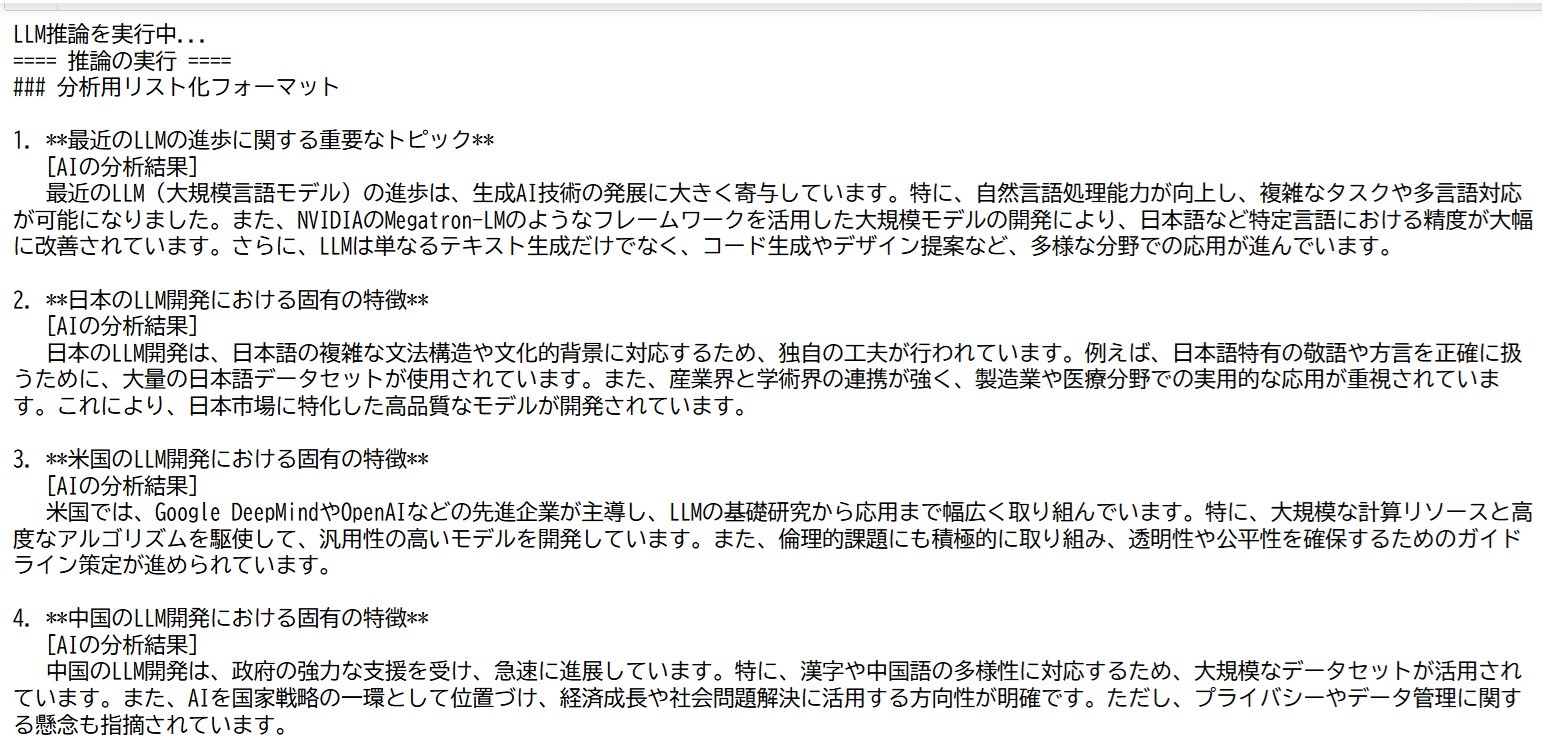 LLM推論を実行中...
==== 推論の実行 ====
### 分析用リスト化フォーマット
1. **最近のLLMの進歩に関する重要なトピック**
[AIの分析結果]
最近のLLM（大規模言語モデル）の進歩は、生成AI技術の発展に大きく寄与しています。特に、自然言語処理能力が向上し、複雑なタスクや多言語対応
が可能になりました。また、NVIDIAのMegatron-LMのようなフレームワークを活用した大規模モデルの開発により、日本語など特定言語における精度が大幅
に改善されています。さらに、LLMは単なるテキスト生成だけでなく、コード生成やデザイン提案など、多様な分野での応用が進んでいます。
2. **日本のLLM開発における固有の特徴**
[AIの分析結果]
日本のLLM開発は、日本語の複雑な文法構造や文化的背景に対応するため、独自の工夫が行われています。例えば、日本語特有の敬語や方言を正確に扱
うために、大量の日本語データセットが使用されています。また、産業界と学術界の連携が強く、製造業や医療分野での実用的な応用が重視されていま
す。これにより、日本市場に特化した高品質なモデルが開発されています。
3. **米国のLLM開発における固有の特徴**
[AIの分析結果]
米国では、Google DeepMindやOpenAIなどの先進企業が主導し、LLMの基礎研究から応用まで幅広く取り組んでいます。特に、大規模な計算リソースと高
度なアルゴリズムを駆使して、汎用性の高いモデルを開発しています。また、倫理的課題にも積極的に取り組み、透明性や公平性を確保するためのガイド
ライン策定が進められています。
4. **中国のLLM開発における固有の特徴**
[AIの分析結果]
中国のLLM開発は、政府の強力な支援を受け、急速に進展しています。特に、漢字や中国語の多様性に対応するため、大規模なデータセットが活用され
ています。また、AIを国家戦略の一環として位置づけ、経済成長や社会問題解決に活用する方向性が明確です。ただし、プライバシーやデータ管理に関す
る懸念も指摘されています。